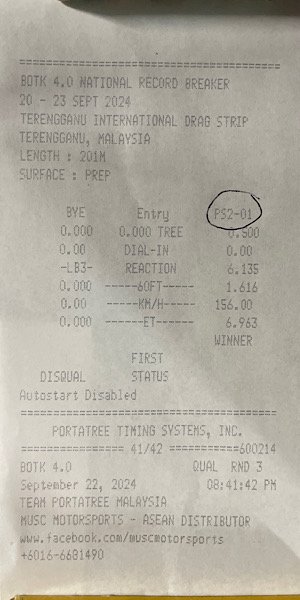 =====================================
BOTK 4.0 NATIONAL RECORD BREAKER
20 - 23 SEPT 2024
TERENGGANU INTERNATIONAL DRAG STRIP
TERENGGANU, MALAYSIA
LENGTH : 201M
SURFACE : PREP
BYE Entry PS2-01
0.000 0.000 TREE 0.500
0.00 DIAL-IN 0.00
-LB3- REACTION 6.135
0.000 -----60FT----- 1.616
0.00 -----KM/H----- 156.00
0.000 ------ET------ 6.963
WINNER
FIRST
DISQUAL STATUS
Autostart Disabled
=====================================
PORTATREE TIMING SYSTEMS, INC.
=============== 41/42 ==========600214
BOTK 4.0 QUAL RND 3
September 22, 2024 08:41:42 PM
TEAM PORTATREE MALAYSIA
MUSC MOTORSPORTS - ASEAN DISTRIBUTOR
www.facebook.com/muscmotorsports
+6016-6681490